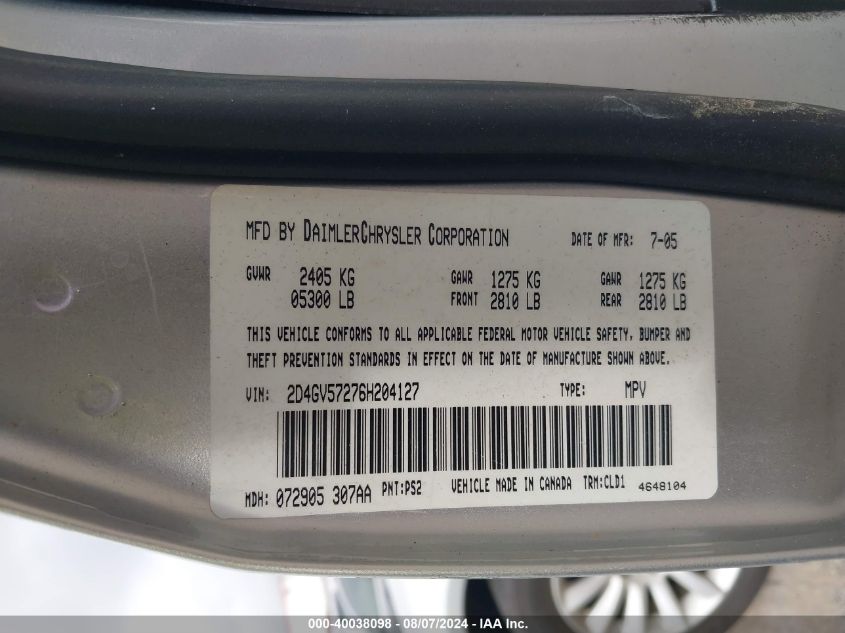 MFD BY DAIMLERCHRYSLER CORPORATION DATE OF MFR: 7-05
GVWR 2405 KG GAWR 1275 KG GAWR 1275 KG
05300 LB FRONT 2810 LB REAR 2810 LB
THIS VEHICLE CONFORMS TO ALL APPLICABLE FEDERAL MOTOR VEHICLE SAFETY, BUMPER AND
THEFT PREVENTION STANDARDS IN EFFECT ON THE DATE OF MANUFACTURE SHOWN ABOVE.
VIN: 2D4GV57276H204127 TYPE: MPV
MDH: 072905 307AA PNT:PS2 VEHICLE MADE IN CANADA TRM:CLD1 4648104
000-40038098 - 08/07/2024 - IAA Inc.